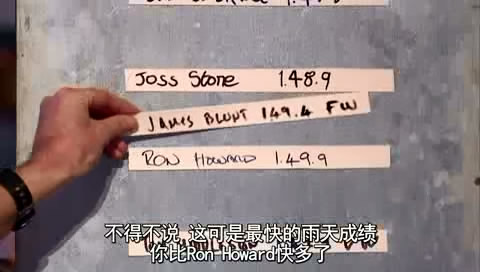 JOSS STONE 1.48.9
JAMES BLUNT 1.49.4 FW
RON HOWARD 1.49.9
不得不说 这可是最快的雨天成绩
你比Ron Howard快多了